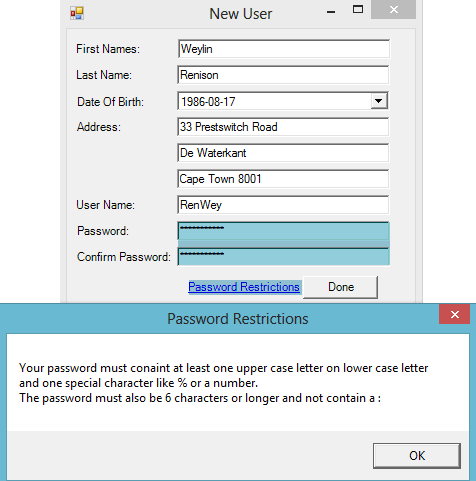 New User
First Names: Weylin
Last Name: Renison
Date Of Birth: 1986-08-17
Address: 33 Prestswitch Road
De Waterkant
Cape Town 8001
User Name: RenWey
Password: ***********
Confirm Password: ***********
Password Restrictions Done
Password Restrictions
Your password must conaint at least one upper case letter on lower case letter
and one special character like % or a number.
The password must also be 6 characters or longer and not contain a :
OK